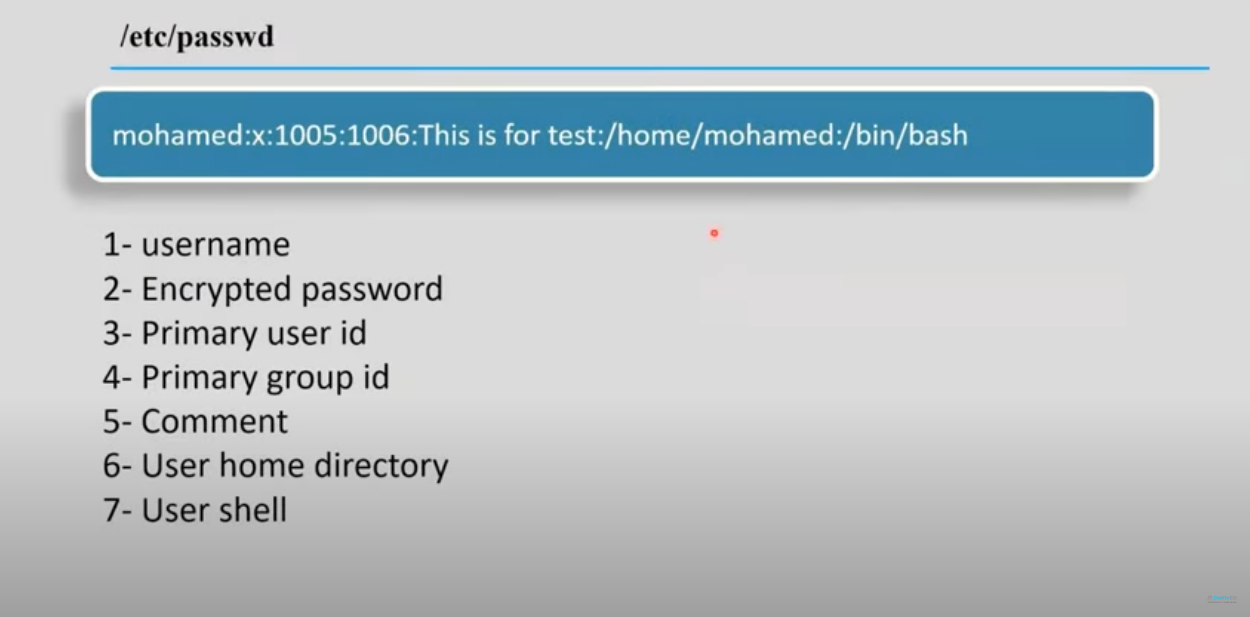 /etc/passwd
mohamed:x:1005:1006:This is for test:/home/mohamed:/bin/bash
1- username
2- Encrypted password
3- Primary user id
4- Primary group id
5- Comment
6- User home directory
7- User shell